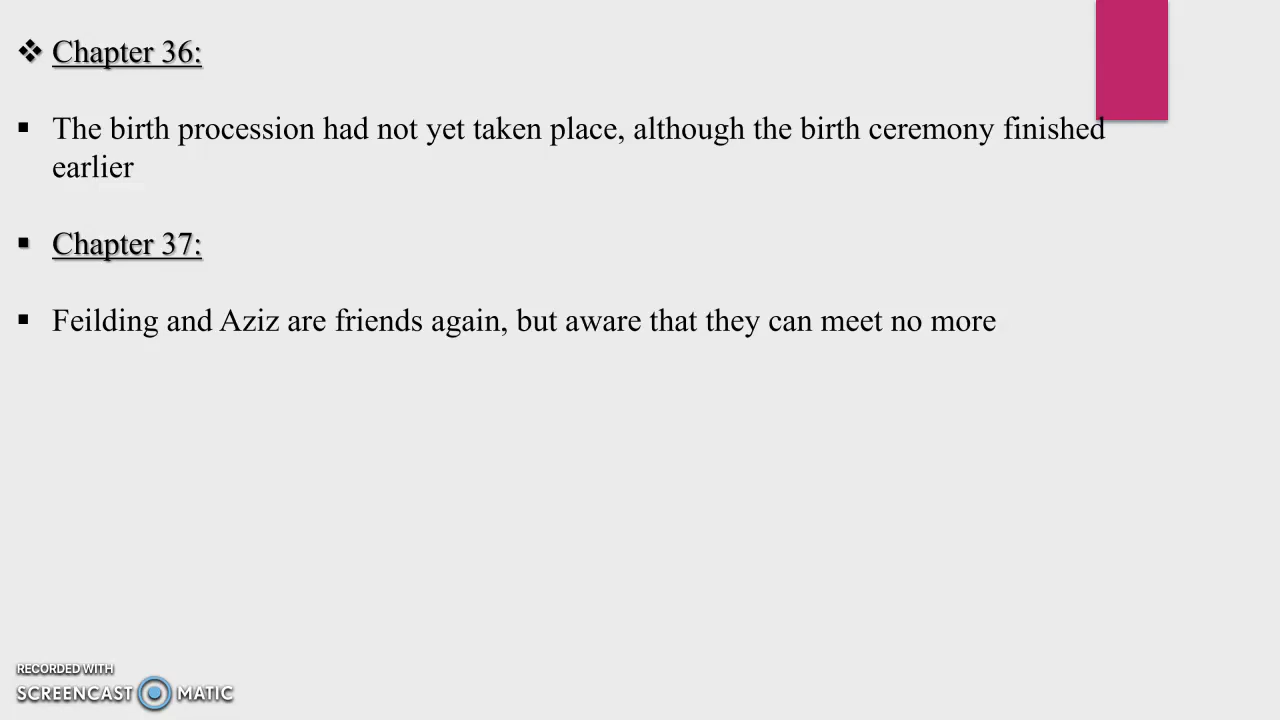 ❖ Chapter 36:
▪ The birth procession had not yet taken place, although the birth ceremony finished
earlier
▪ Chapter 37:
▪ Feilding and Aziz are friends again, but aware that they can meet no more
RECORDED WITH
SCREENCAST MATIC